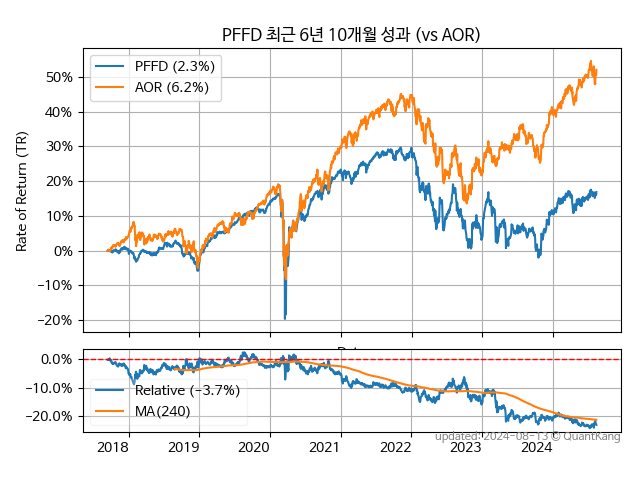 PFFD 최근 6년 10개월 성과 (vs AOR)
PFFD (2.3%)
AOR (6.2%)
Rate of Return (TR)
50%
40%
30%
20%
10%
0%
−10%
−20%
0.0%
−10.0%
−20.0%
Relative (−3.7%)
MA(240)
updated: 2024-08-13 © QuantKang
2018 2019 2020 2021 2022 2023 2024